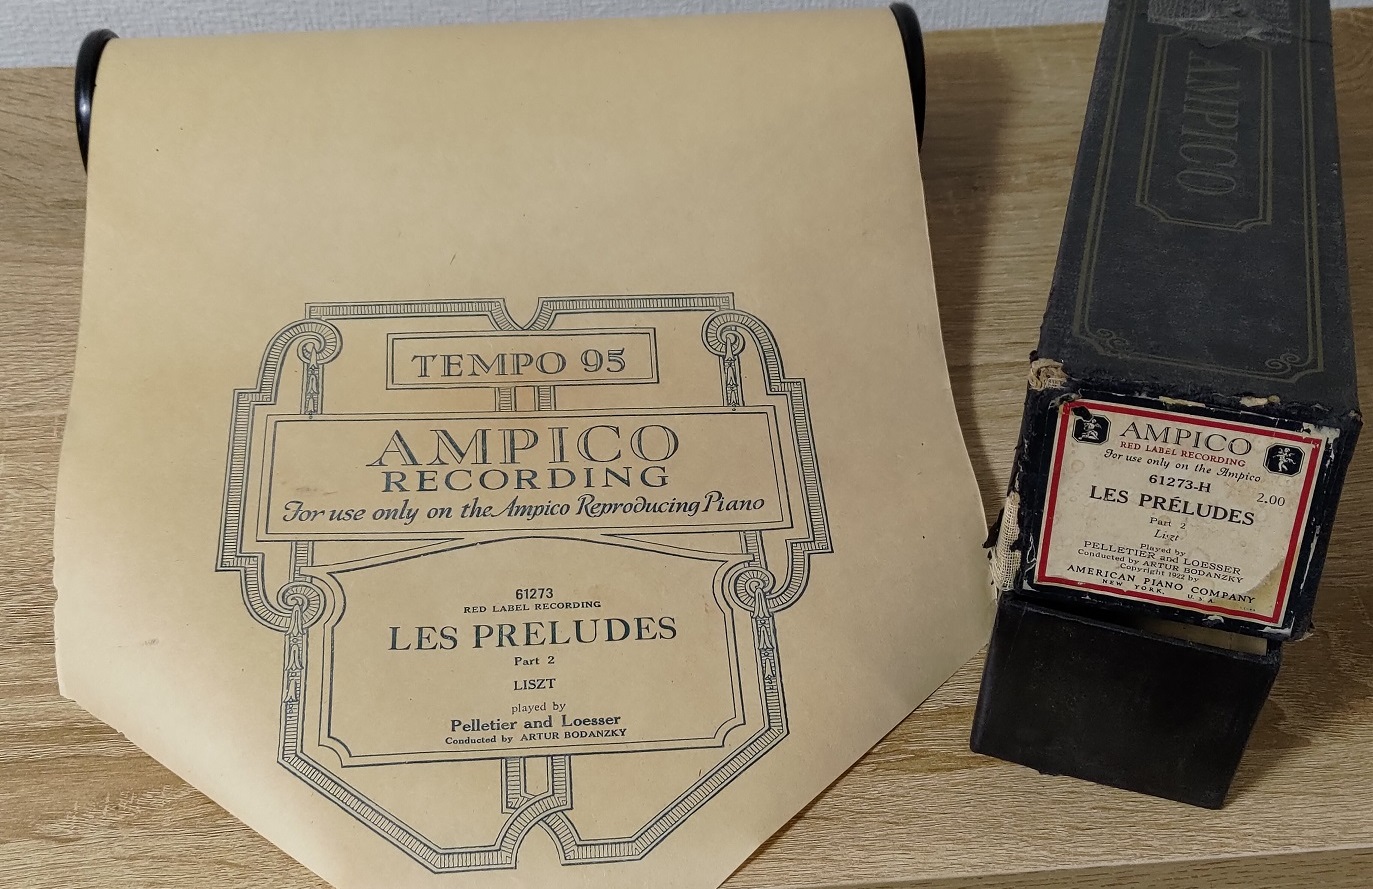 TEMPO 95
AMPICO
RECORDING
For use only on the Ampico Reproducing Piano
61273
RED LABEL RECORDING
LES PRELUDES
Part 2
LISZT
played by
Pelletier and Loesser
Conducted by ARTUR BODANZKY
AMPICO
AMPICO
RED LABEL RECORDING
For use only on the Ampico
61273-H
2.00
LES PRÉLUDES
Part 2
Liszt
Played by
PELLETIER and LOESSER
Conducted by ARTUR BODANZKY
Copyright 1922 by
AMERICAN PIANO COMPANY
NEW YORK, U.S.A.